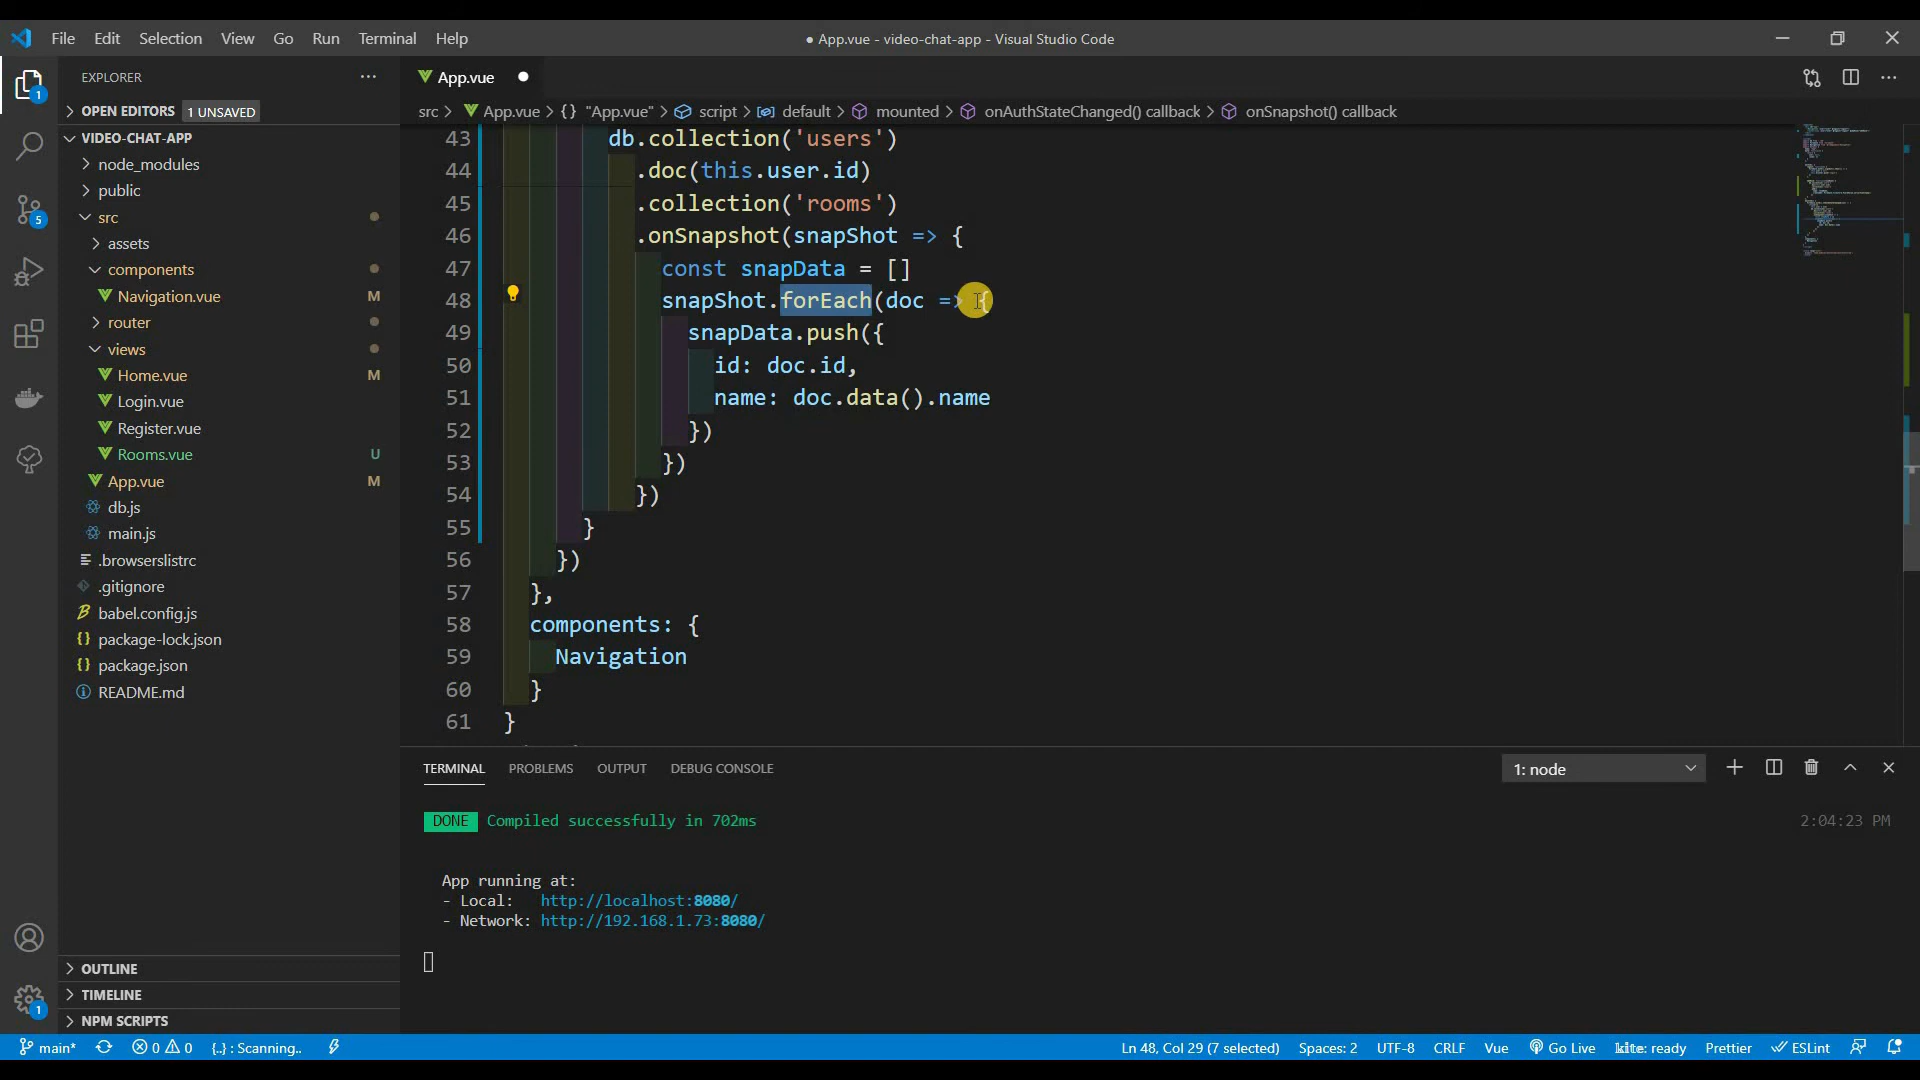 File Edit Selection View Go Run Terminal Help
● App.vue - video-chat-app - Visual Studio Code
EXPLORER
OPEN EDITORS 1 UNSAVED
VIDEO-CHAT-APP
node_modules
public
src
assets
components
Navigation.vue M
router
views
Home.vue M
Login.vue
Register.vue
Rooms.vue U
App.vue M
db.js
main.js
.browserslistrc
.gitignore
babel.config.js
package-lock.json
package.json
README.md
OUTLINE
TIMELINE
NPM SCRIPTS
1
5
1
App.vue
src > App.vue > {} "App.vue" > script > default > mounted > onAuthStateChanged() callback > onSnapshot() callback
43 db.collection('users')
44 .doc(this.user.id)
45 .collection('rooms')
46 .onSnapshot(snapShot => {
47 const snapData = []
48 snapShot.forEach(doc => {
49 snapData.push({
50 id: doc.id,
51 name: doc.data().name
52 })
53 })
54 })
55 }
56 })
57 },
58 components: {
59 Navigation
60 }
61 }
TERMINAL PROBLEMS OUTPUT DEBUG CONSOLE
1: node
DONE Compiled successfully in 702ms 2:04:23 PM
App running at:
- Local: http://localhost:8080/
- Network: http://192.168.1.73:8080/
main* 0 0 {..} : Scanning.. Ln 48, Col 29 (7 selected) Spaces: 2 UTF-8 CRLF Vue Go Live kite: ready Prettier ESLint